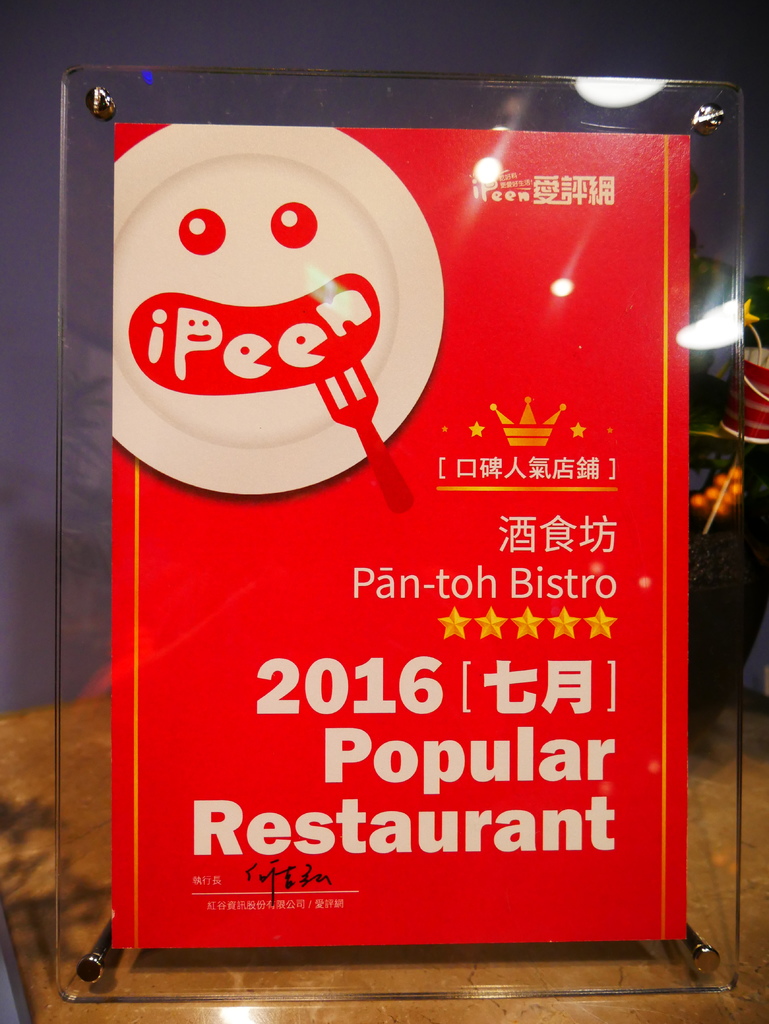 iPeen愛評網
iPeen
[ 口碑人氣店鋪 ]
酒食坊
Pān-toh Bistro
2016 [ 七月 ]
Popular
Restaurant
執行長
紅谷資訊股份有限公司 / 愛評網